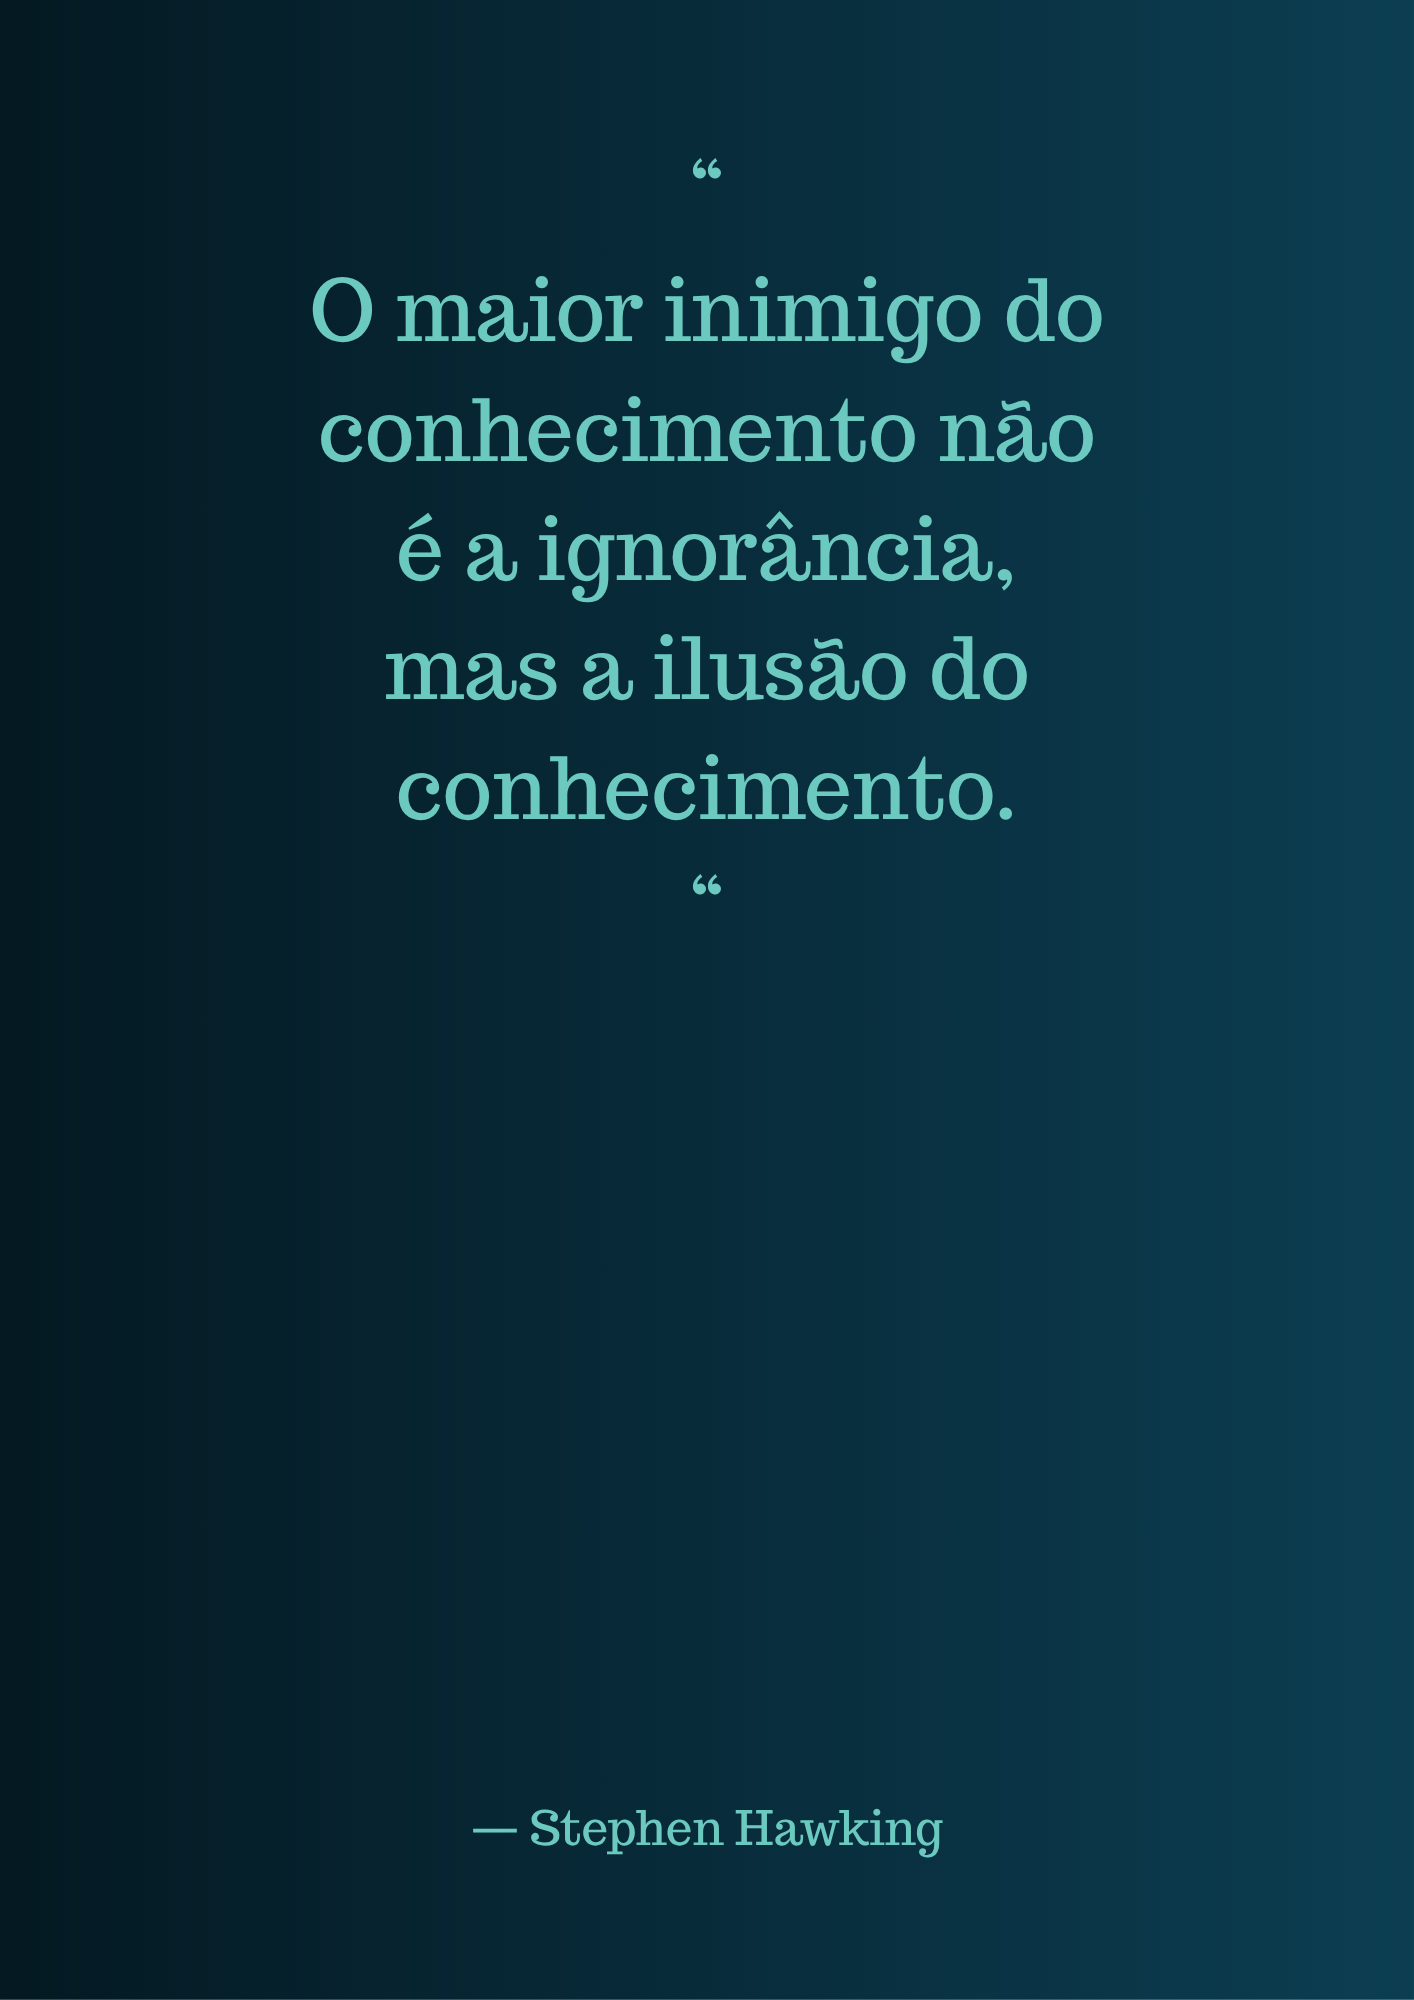 “
O maior inimigo do
conhecimento não
é a ignorância,
mas a ilusão do
conhecimento.
“
— Stephen Hawking